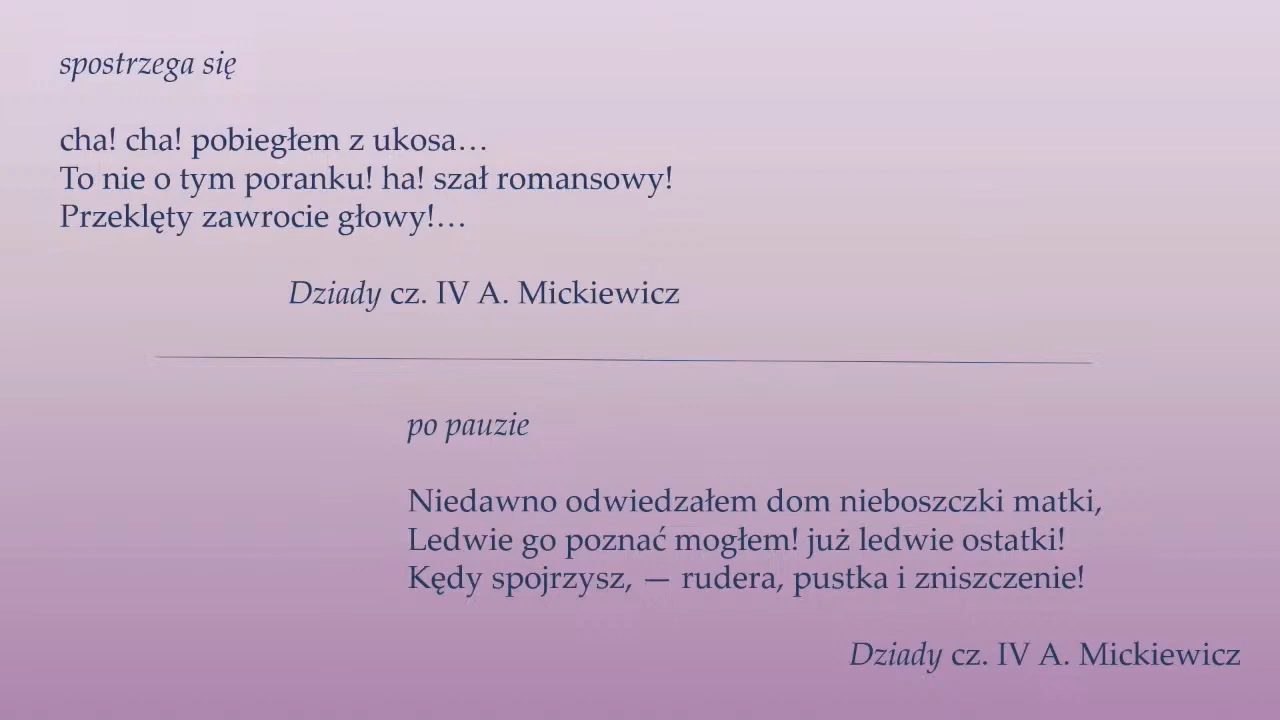 spostrzega się
cha! cha! pobiegłem z ukosa…
To nie o tym poranku! ha! szał romansowy!
Przeklęty zawrocie głowy!…
Dziady cz. IV A. Mickiewicz
po pauzie
Niedawno odwiedzałem dom nieboszczki matki,
Ledwie go poznać mogłem! już ledwie ostatki!
Kędy spojrzysz, — rudera, pustka i zniszczenie!
Dziady cz. IV A. Mickiewicz